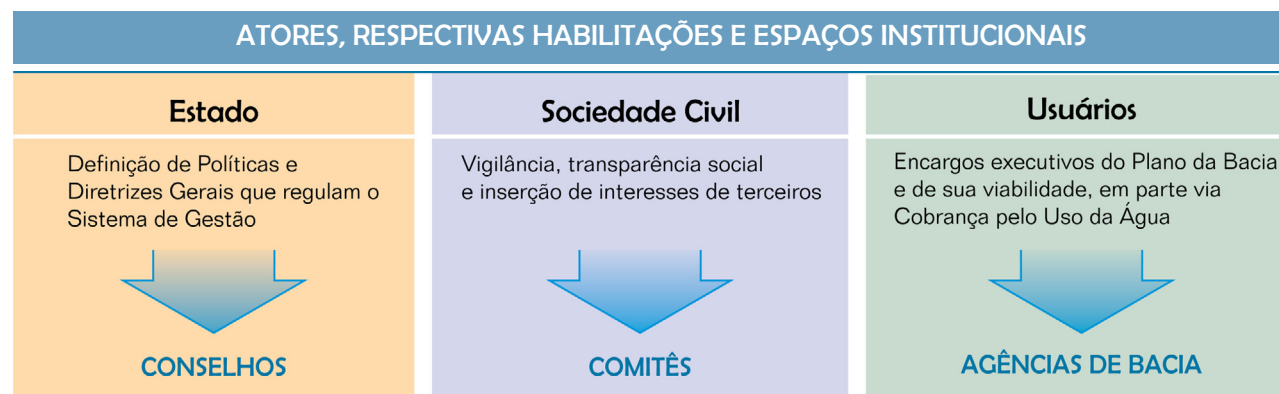 ATORES, RESPECTIVAS HABILITAÇÕES E ESPAÇOS INSTITUCIONAIS
Estado
Definição de Políticas e
Diretrizes Gerais que regulam o
Sistema de Gestão
CONSELHOS
Sociedade Civil
Vigilância, transparência social
e inserção de interesses de terceiros
COMITÊS
Usuários
Encargos executivos do Plano da Bacia
e de sua viabilidade, em parte via
Cobrança pelo Uso da Água
AGÊNCIAS DE BACIA